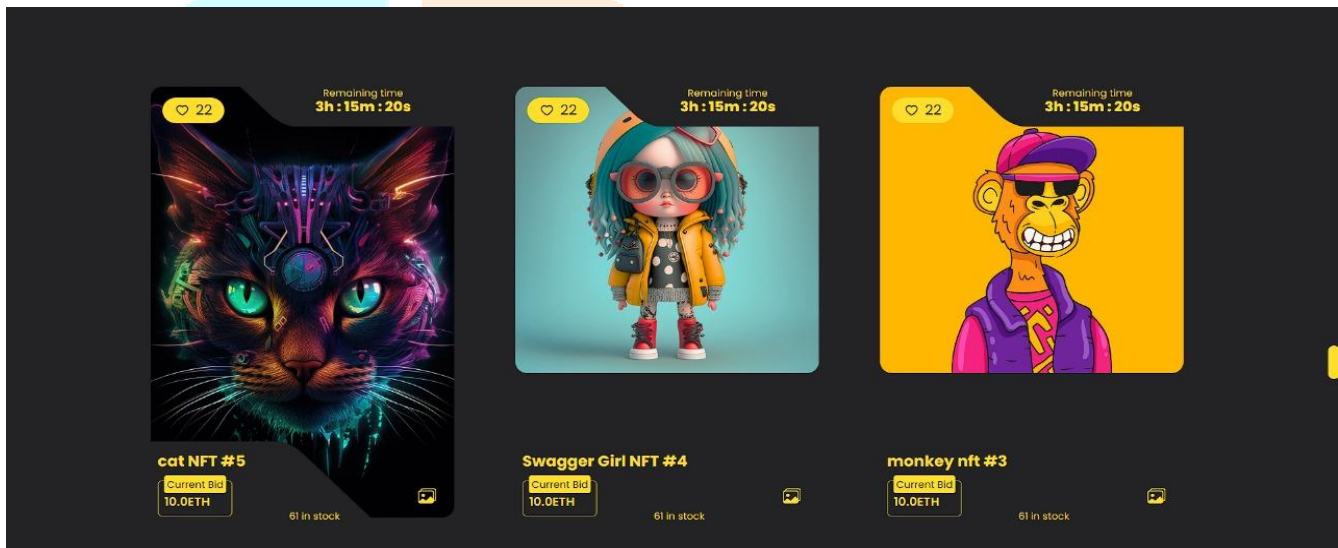 22
Remaining time
3h : 15m : 20s
cat NFT #5
Current Bid
10.0ETH
61 in stock
22
Remaining time
3h : 15m : 20s
Swagger Girl NFT #4
Current Bid
10.0ETH
61 in stock
22
Remaining time
3h : 15m : 20s
monkey nft #3
Current Bid
10.0ETH
61 in stock